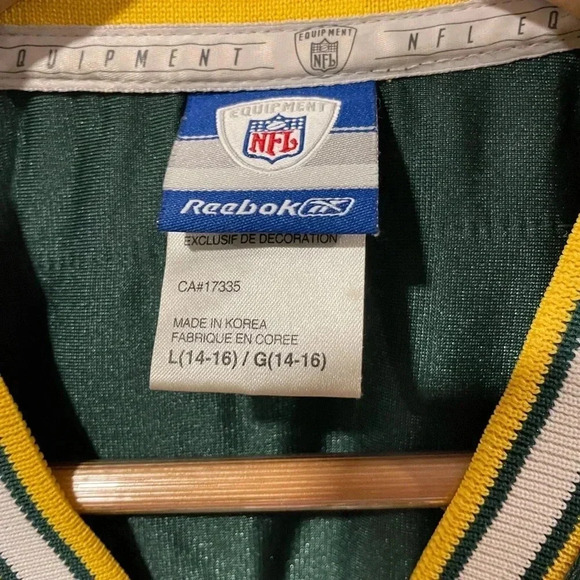 EQUIPMENT
QUIPMENT
NFL
NFL EQ
EQUIPMENT
NFL
Reebok
EXCLUSIF DE DECORATION
CA#17335
MADE IN KOREA
FABRIQUE EN COREE
L(14-16) / G(14-16)